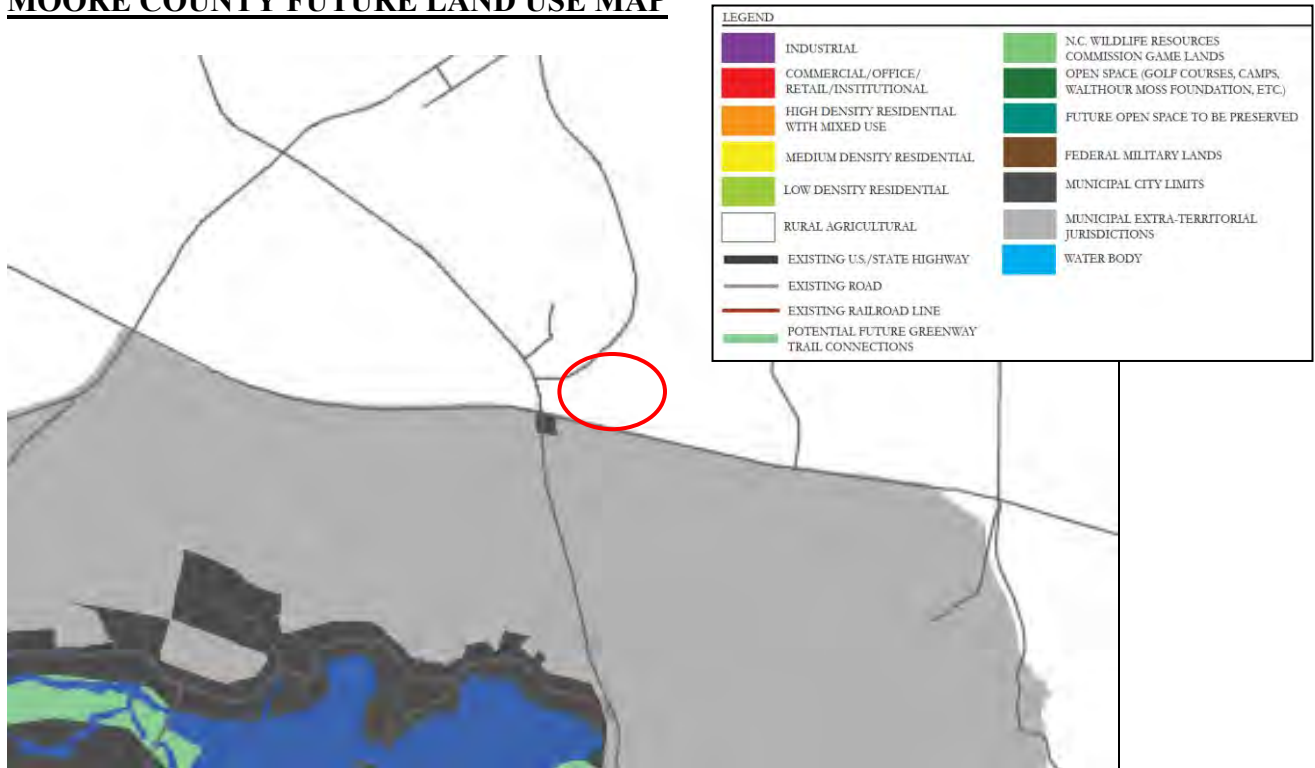 MOORE COUNTY FUTURE LAND USE MAP
LEGEND
INDUSTRIAL
COMMERCIAL/OFFICE/
RETAIL/INSTITUTIONAL
HIGH DENSITY RESIDENTIAL
WITH MIXED USE
MEDIUM DENSITY RESIDENTIAL
LOW DENSITY RESIDENTIAL
RURAL AGRICULTURAL
EXISTING U.S./STATE HIGHWAY
EXISTING ROAD
EXISTING RAILROAD LINE
POTENTIAL FUTURE GREENWAY
TRAIL CONNECTIONS
N.C. WILDLIFE RESOURCES
COMMISSION GAME LANDS
OPEN SPACE (GOLF COURSES, CAMPS,
WALTHOUR MOSS FOUNDATION, ETC.)
FUTURE OPEN SPACE TO BE PRESERVED
FEDERAL MILITARY LANDS
MUNICIPAL CITY LIMITS
MUNICIPAL EXTRA-TERRITORIAL
JURISDICTIONS
WATER BODY